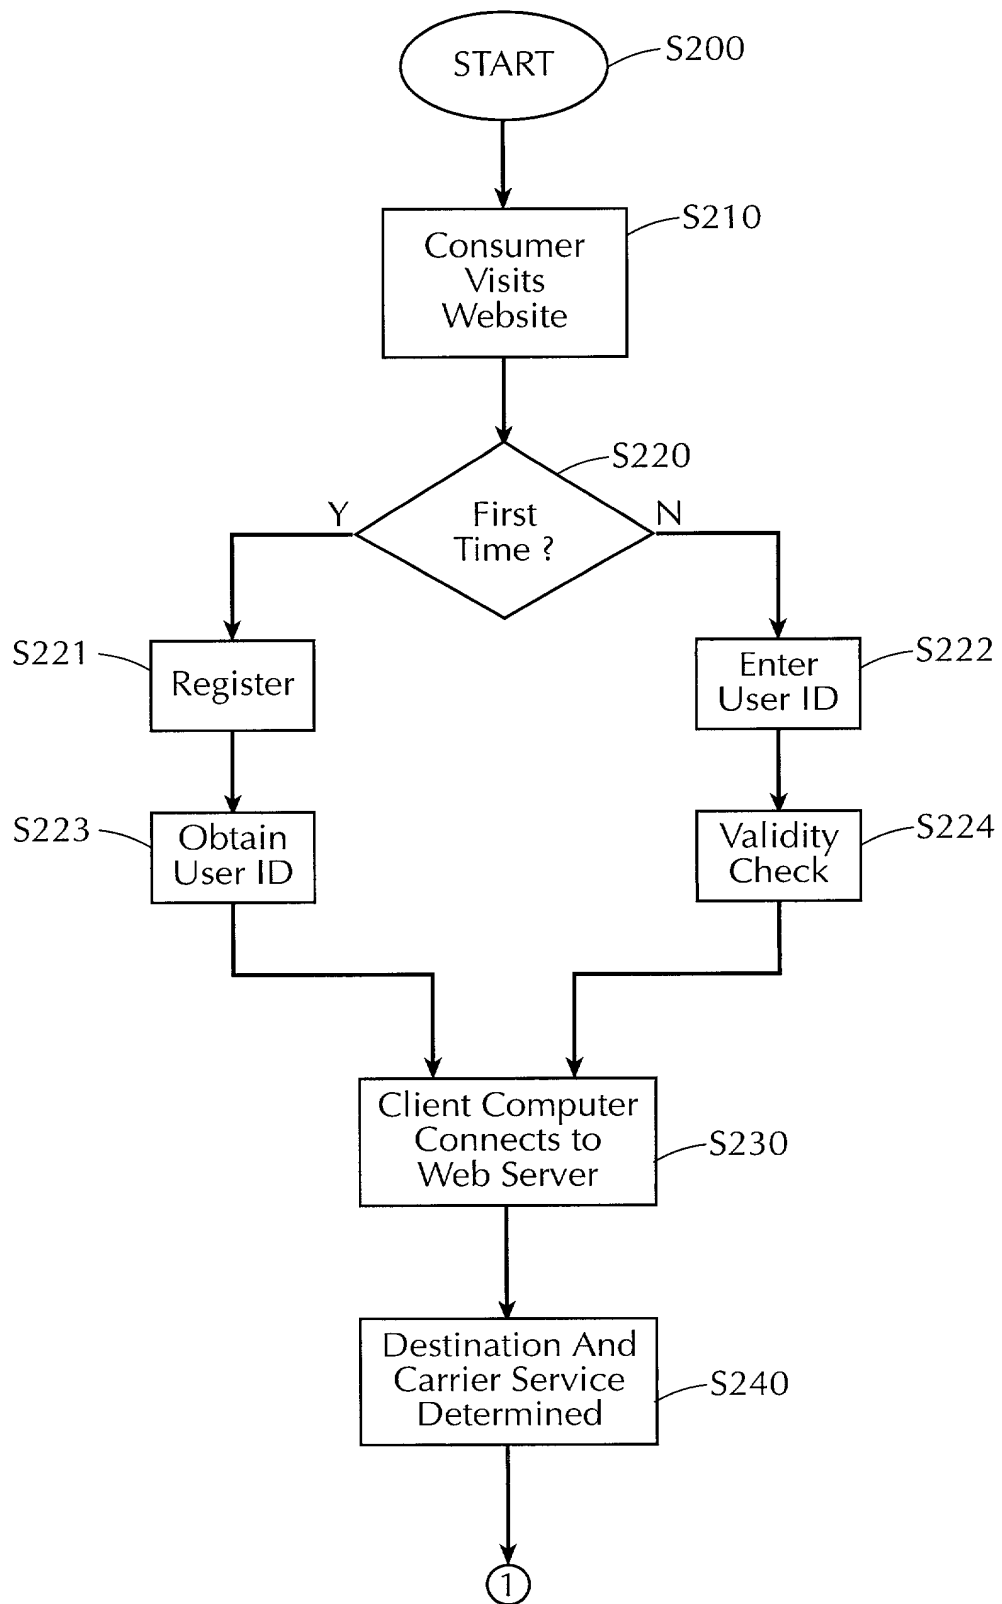 START
S200
Consumer
Visits
Website
S210
S220
First
Time ?
Y
N
S221
Register
Enter
User ID
S222
S223
Obtain
User ID
Validity
Check
S224
Client Computer
Connects to
Web Server
S230
Destination And
Carrier Service
Determined
S240
1